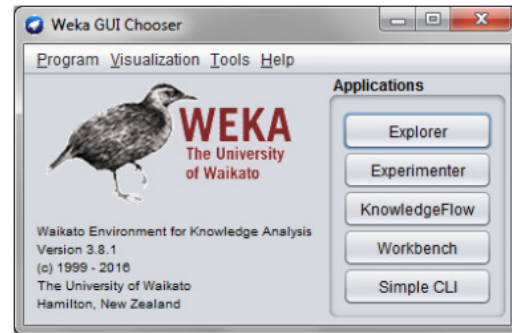 Weka GUI Chooser
Program Visualization Tools Help
WEKA
The University
of Waikato
Waikato Environment for Knowledge Analysis
Version 3.8.1
(c) 1999 - 2016
The University of Waikato
Hamilton, New Zealand
Applications
Explorer
Experimenter
KnowledgeFlow
Workbench
Simple CLI